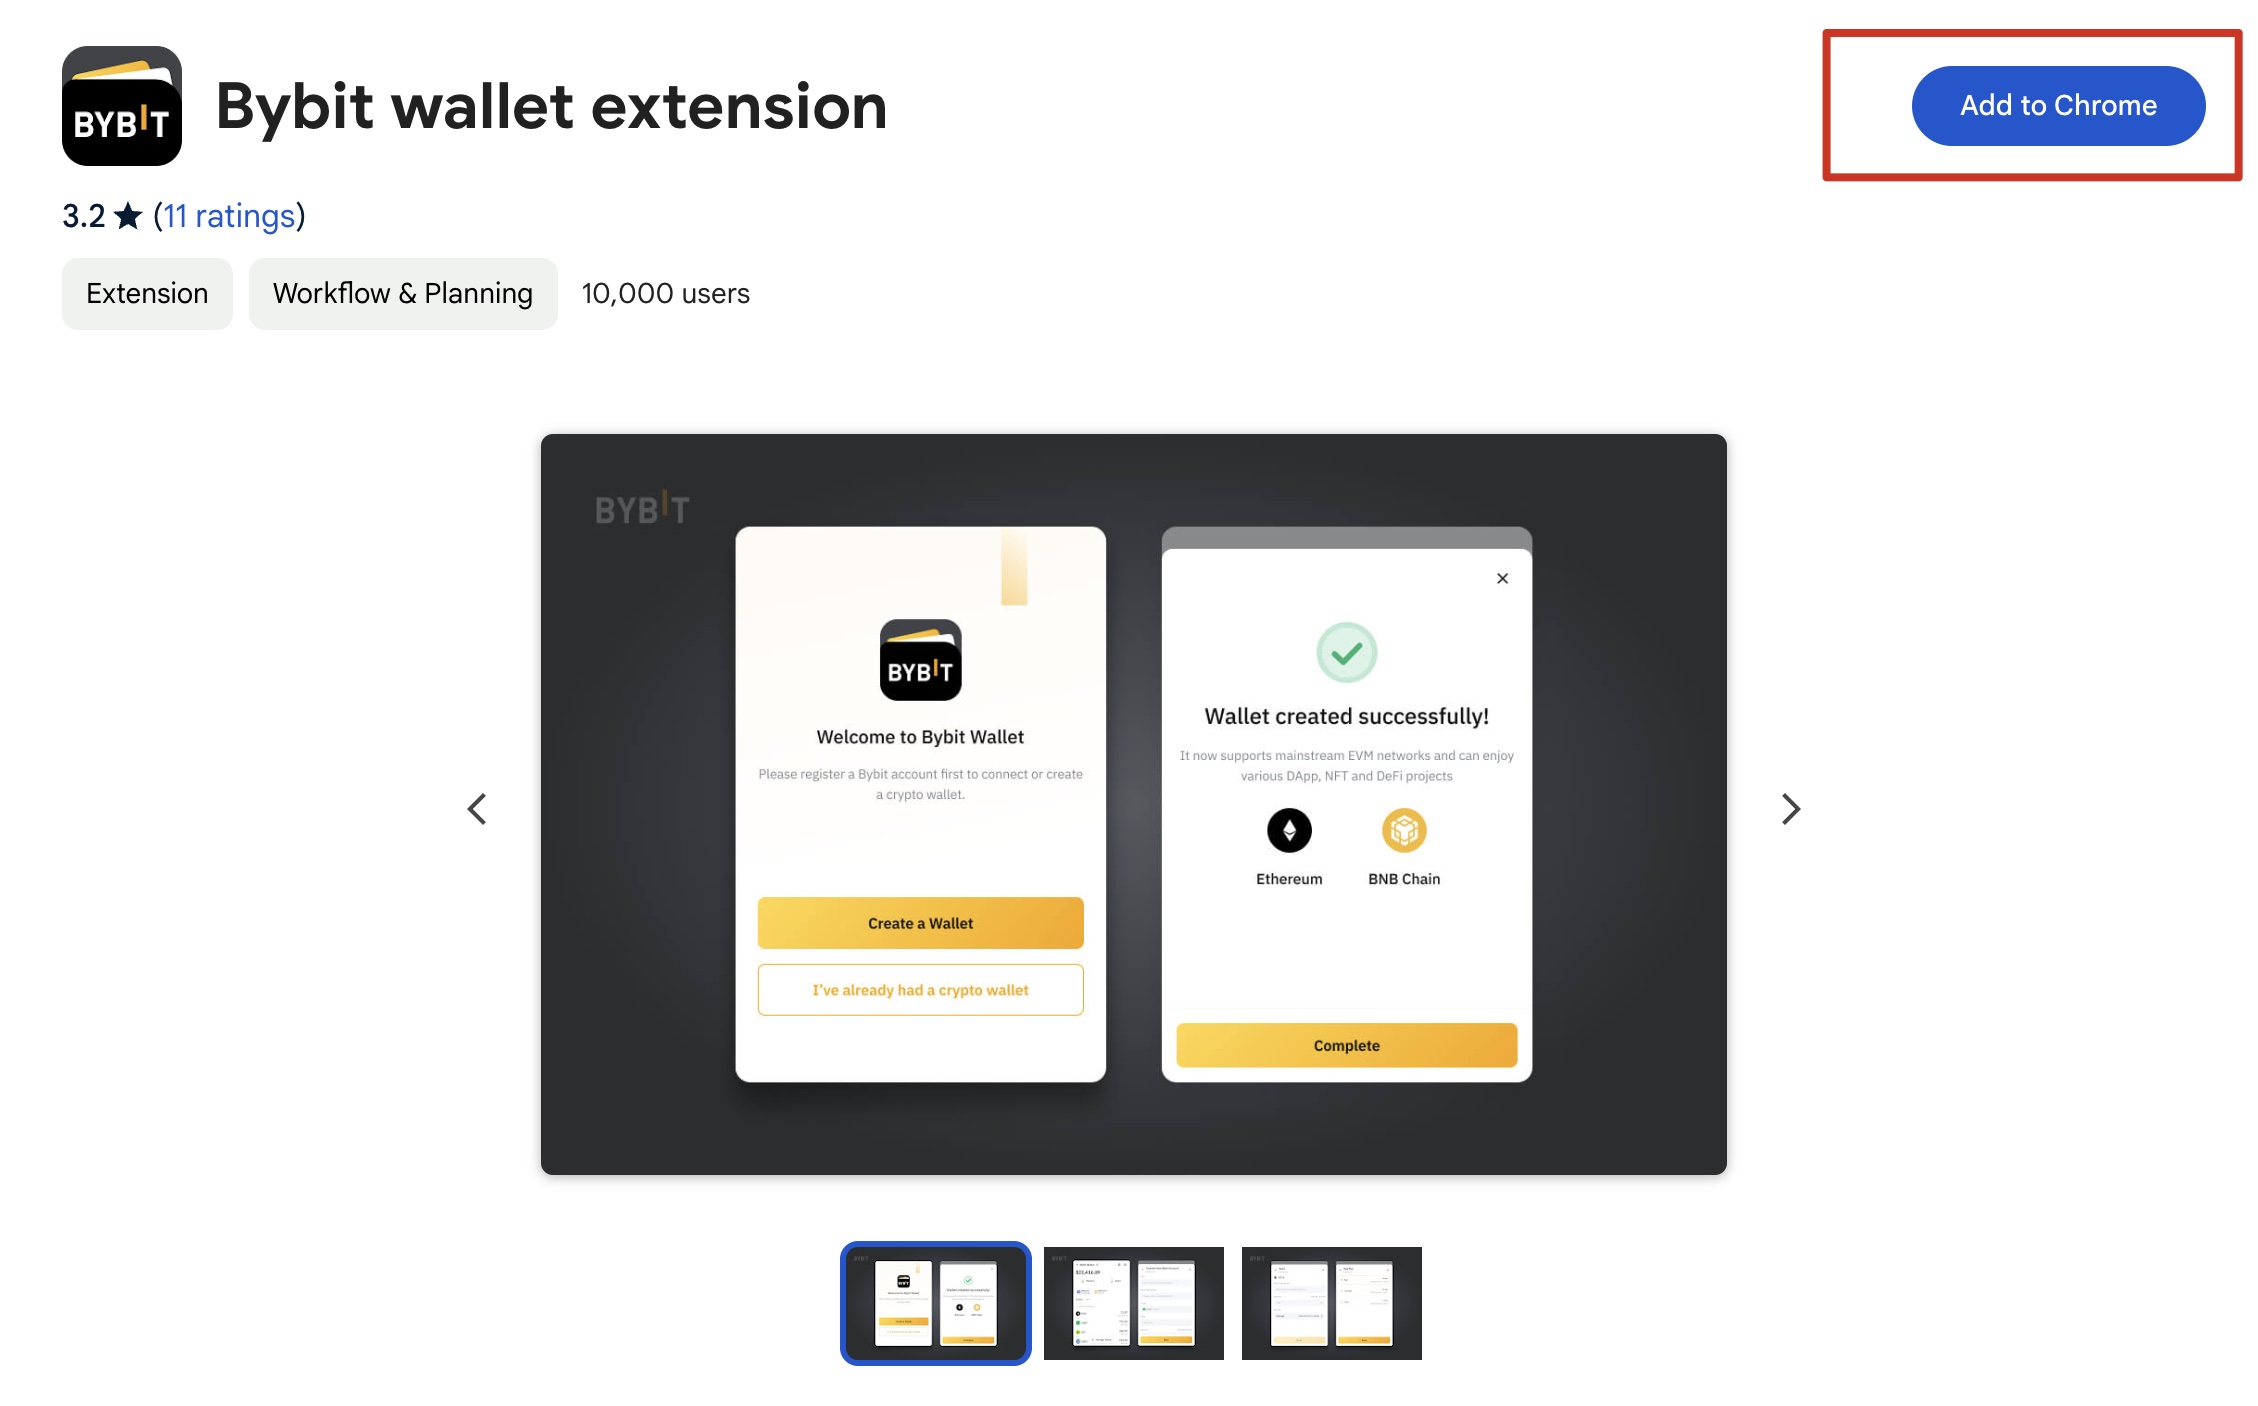 BYBIT
Bybit wallet extension
Add to Chrome
3.2 ★ (11 ratings)
Extension
Workflow & Planning
10,000 users
BYBIT
BYBIT
Welcome to Bybit Wallet
Please register a Bybit account first to connect or create
a crypto wallet.
Create a Wallet
I've already had a crypto wallet
Wallet created successfully!
It now supports mainstream EVM networks and can enjoy
various DApp, NFT and DeFi projects
Ethereum
BNB Chain
Complete